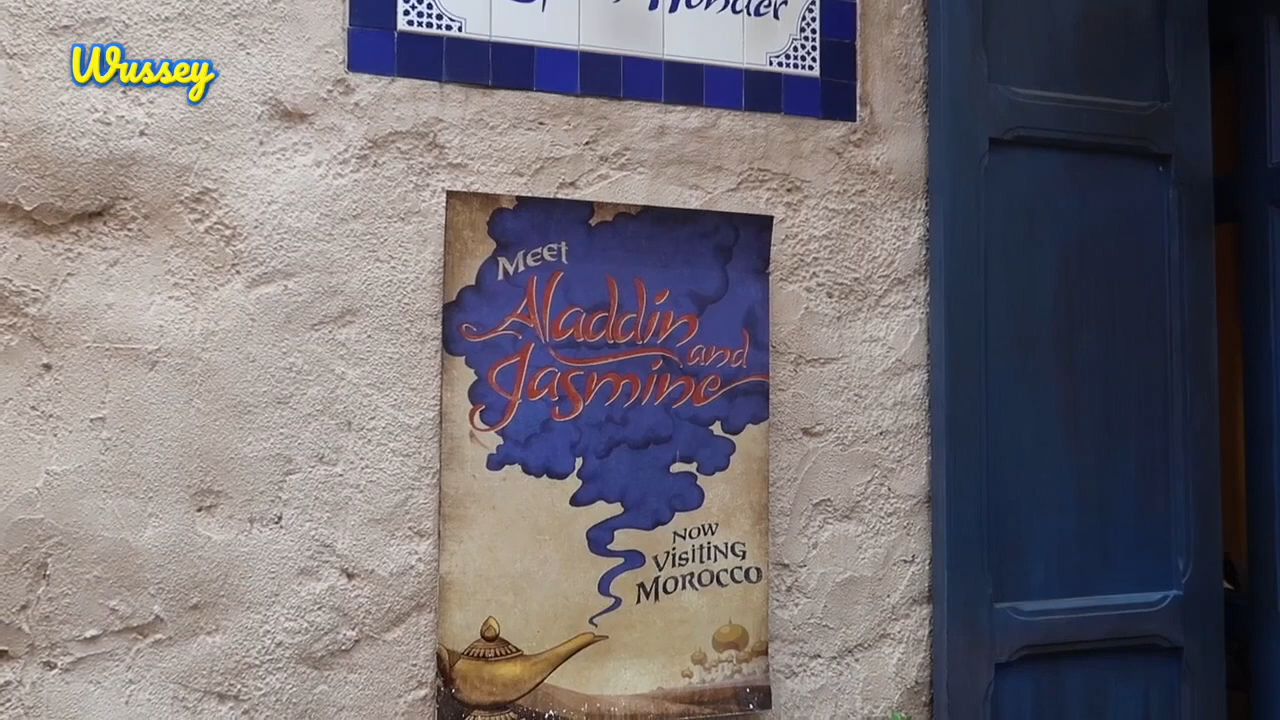 Wonder
Wussey
Meet
Aladdin
and
Jasmine
NOW
Visiting
Morocco